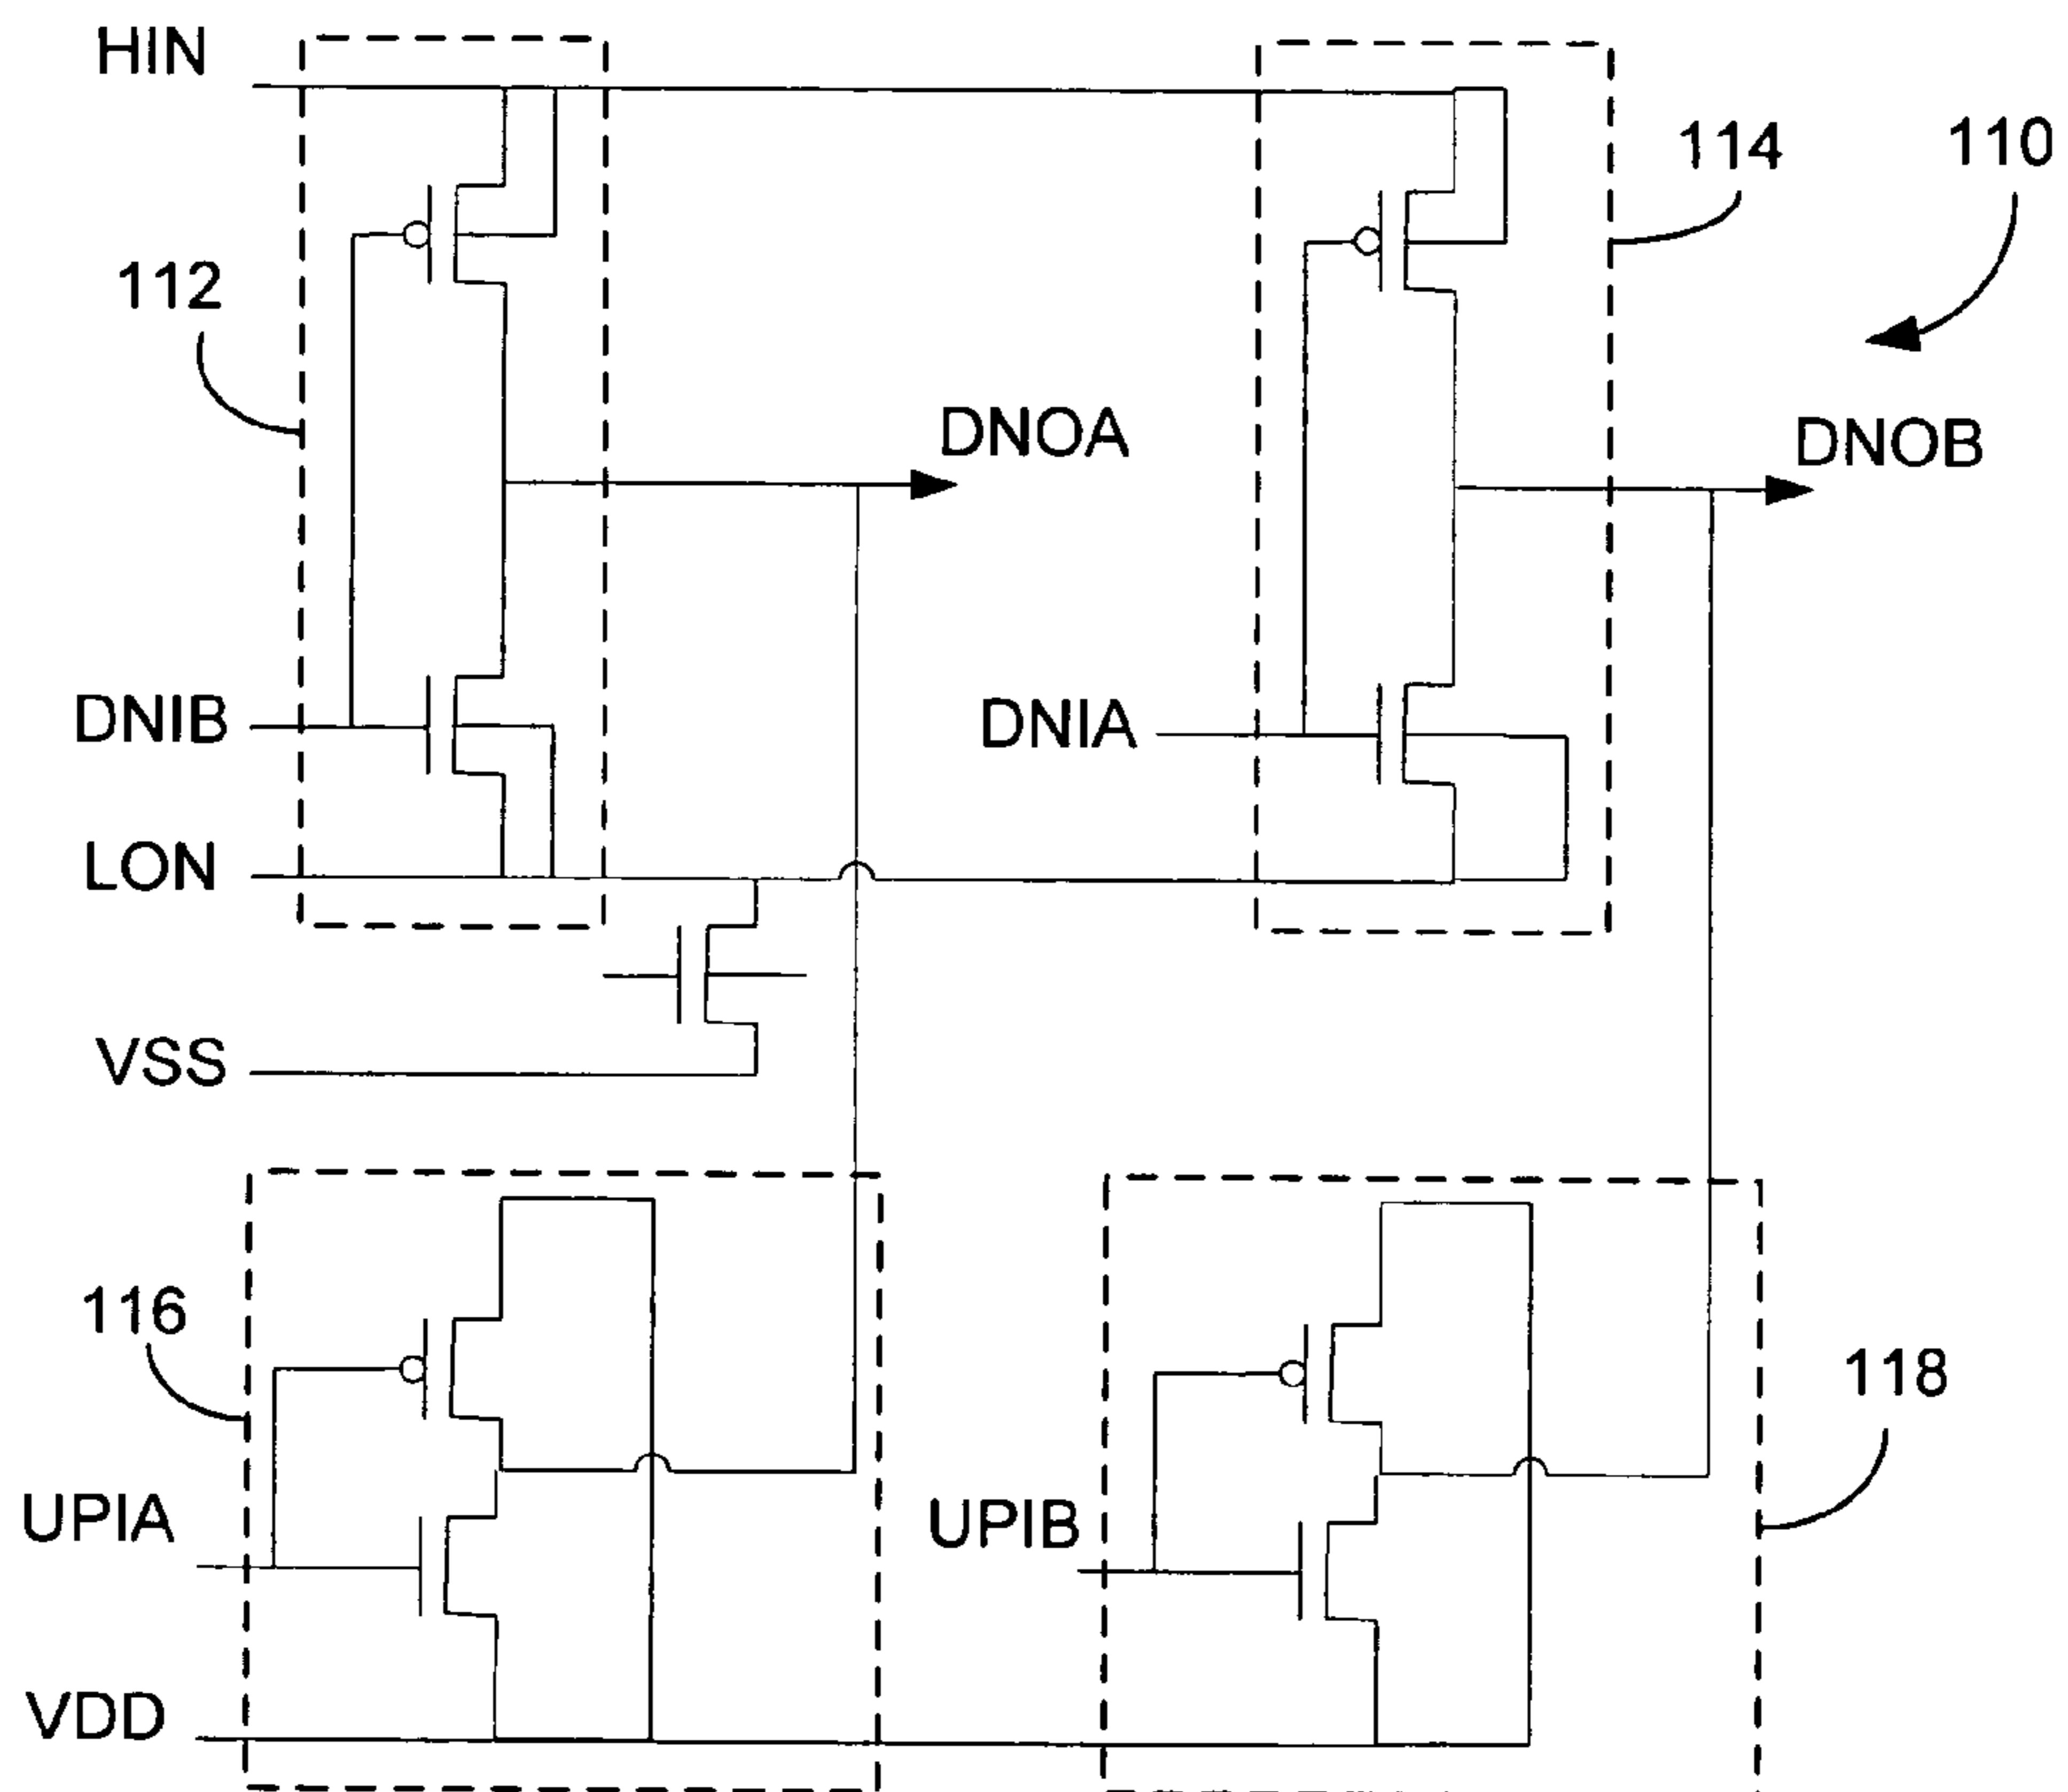 HIN
114
110
112
DNOA
DNOB
DNIB
DNIA
LON
VSS
116
118
UPIA
UPIB
VDD